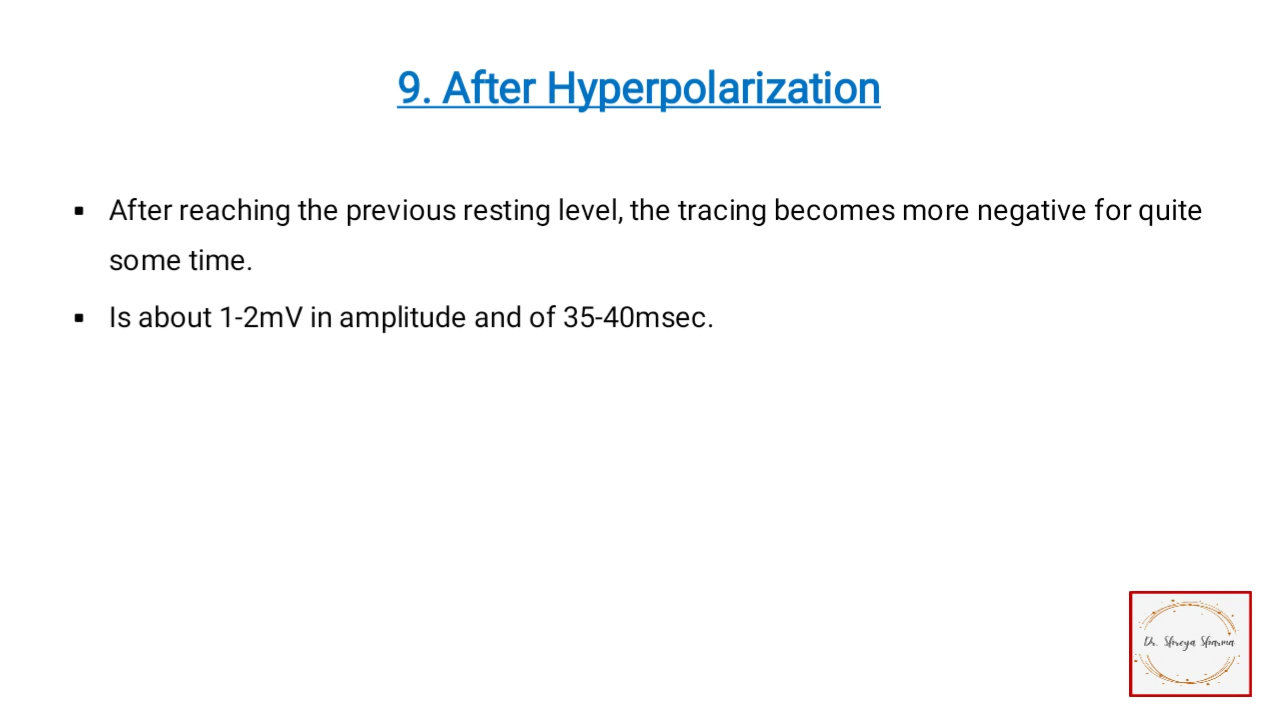 9. After Hyperpolarization
▪ After reaching the previous resting level, the tracing becomes more negative for quite
some time.
▪ Is about 1-2mV in amplitude and of 35-40msec.
Dr. Shreya Sharma